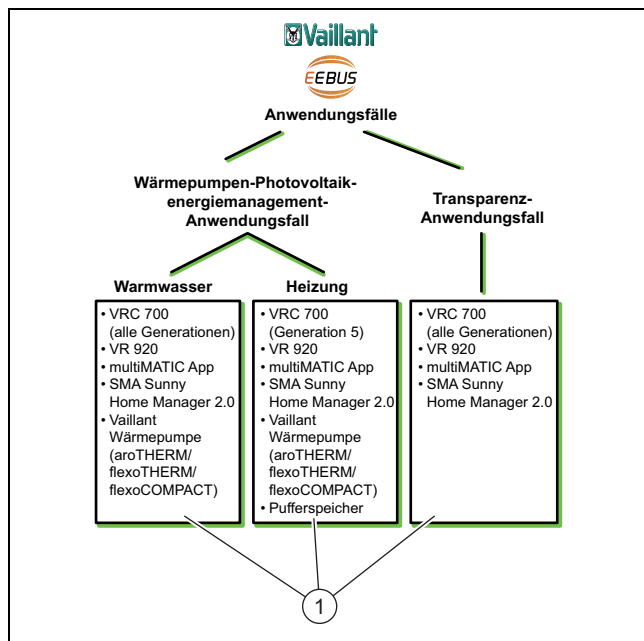 Vaillant
EEBUS
Anwendungsfälle
Wärmepumpen-Photovoltaik-
energiemanagement-
Anwendungsfall
Transparenz-
Anwendungsfall
Warmwasser
• VRC 700
(alle Generationen)
• VR 920
• multiMATIC App
• SMA Sunny
Home Manager 2.0
• Vaillant
Wärmepumpe
(aroTHERM/
flexoTHERM/
flexoCOMPACT)
Heizung
• VRC 700
(Generation 5)
• VR 920
• multiMATIC App
• SMA Sunny
Home Manager 2.0
• Vaillant
Wärmepumpe
(aroTHERM/
flexoTHERM/
flexoCOMPACT)
• Pufferspeicher
• VRC 700
(alle Generationen)
• VR 920
• multiMATIC App
• SMA Sunny
Home Manager 2.0
1